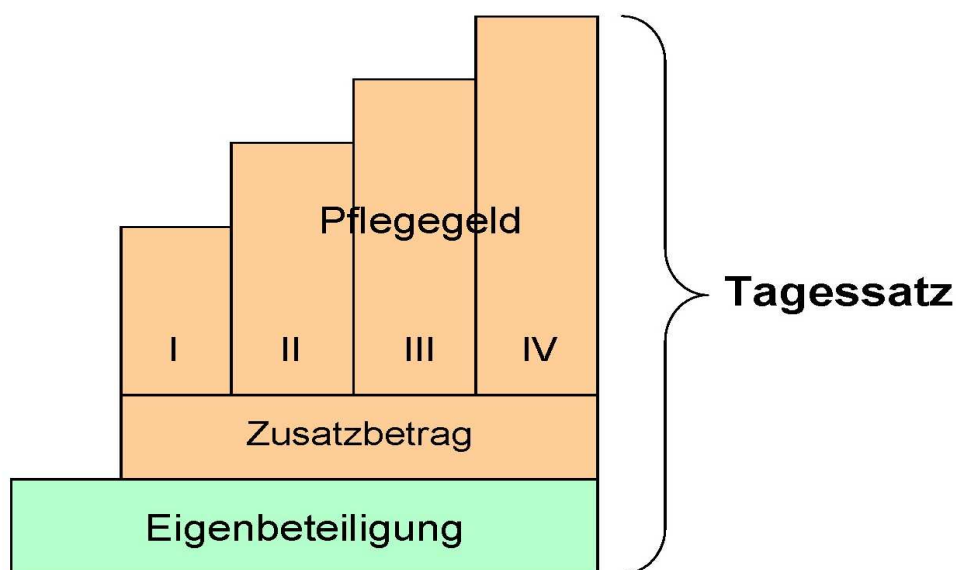 Pflegegeld
Tagessatz
I II III IV
Zusatzbetrag
Eigenbeteiligung